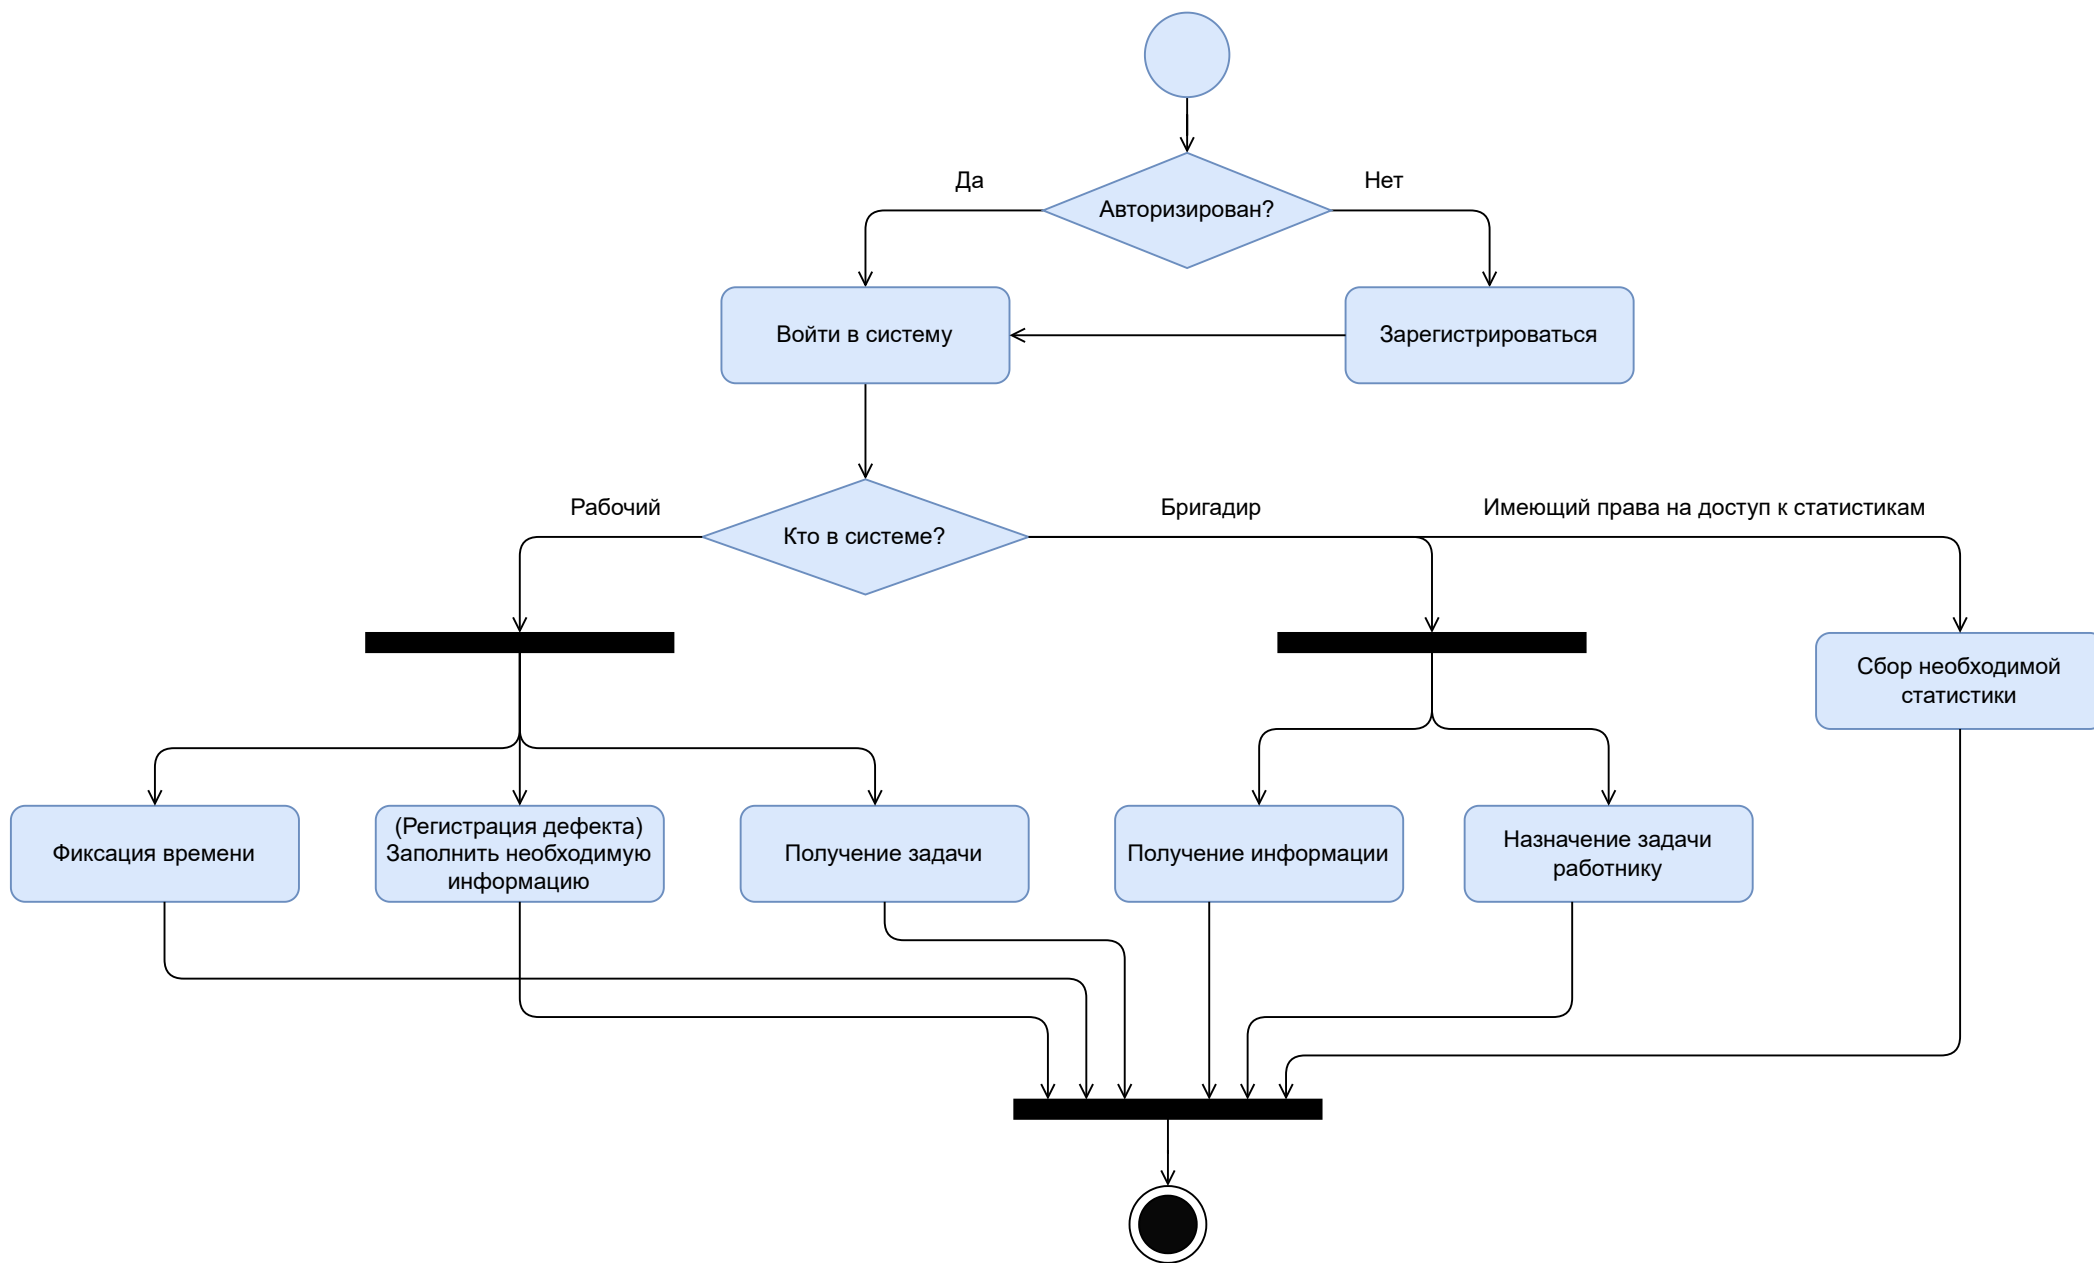 Да
Нет
Авторизирован?
Войти в систему
Зарегистрироваться
Рабочий
Бригадир
Имеющий права на доступ к статистикам
Кто в системе?
Сбор необходимой
статистики
Фиксация времени
(Регистрация дефекта)
Заполнить необходимую
информацию
Получение задачи
Получение информации
Назначение задачи
работнику